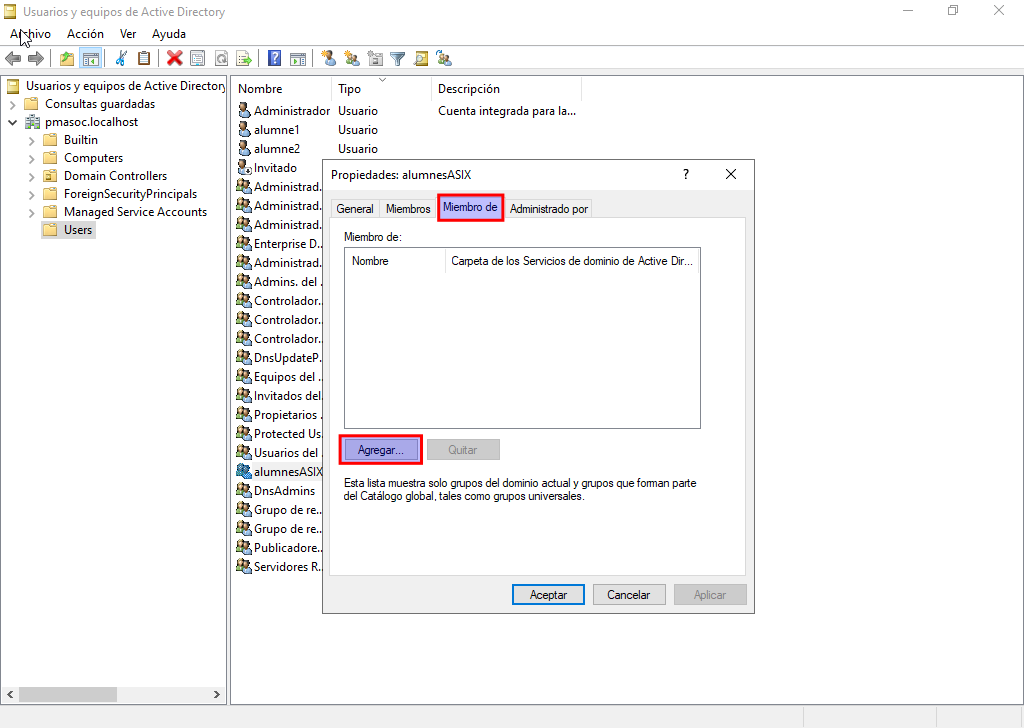 Usuarios y equipos de Active Directory
Archivo Acción Ver Ayuda
Usuarios y equipos de Active Directory
Consultas guardadas
pmasoc.localhost
Builtin
Computers
Domain Controllers
ForeignSecurityPrincipals
Managed Service Accounts
Users
Nombre Tipo Descripción
Administrador Usuario Cuenta integrada para la...
alumne1 Usuario
alumne2 Usuario
Invitado
Administrad.
Administrad.
Administrad.
Enterprise D..
Administrad.
Admins. del .
Controlador..
Controlador..
Controlador..
DnsUpdateP.
Equipos del ..
Invitados del
Propietarios .
Protected Us.
Usuarios del .
alumnesASIX
DnsAdmins
Grupo de re..
Grupo de re..
Publicadore..
Servidores R..
Propiedades: alumnesASIX ?
General Miembros Miembro de Administrado por
Miembro de:
Nombre Carpeta de los Servicios de dominio de Active Dir...
Agregar... Quitar
Esta lista muestra solo grupos del dominio actual y grupos que forman parte
del Catálogo global, tales como grupos universales.
Aceptar Cancelar Aplicar